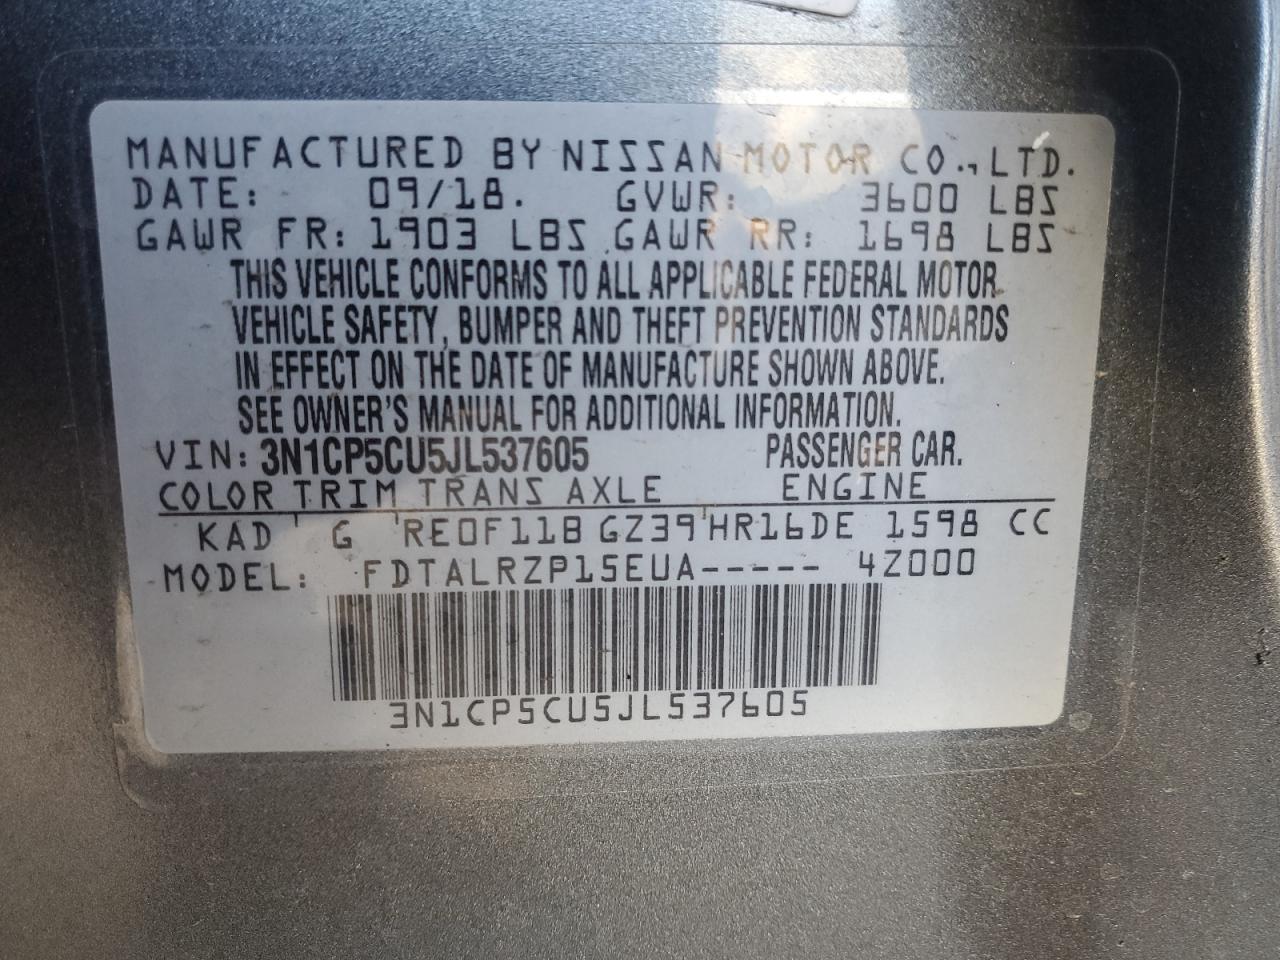 MANUFACTURED BY NISSAN MOTOR CO., LTD.
DATE: 09/18. GVWR: 3600 LBS
GAWR FR: 1903 LBS GAWR RR: 1698 LBS
THIS VEHICLE CONFORMS TO ALL APPLICABLE FEDERAL MOTOR
VEHICLE SAFETY, BUMPER AND THEFT PREVENTION STANDARDS
IN EFFECT ON THE DATE OF MANUFACTURE SHOWN ABOVE.
SEE OWNER'S MANUAL FOR ADDITIONAL INFORMATION.
VIN: 3N1CP5CU5JL537605 PASSENGER CAR.
COLOR TRIM TRANS AXLE ENGINE
KAD G RE0F11B GZ39 HR16DE 1598 CC
MODEL: FDTALRZP15EUA----- 4Z000
3N1CP5CU5JL537605